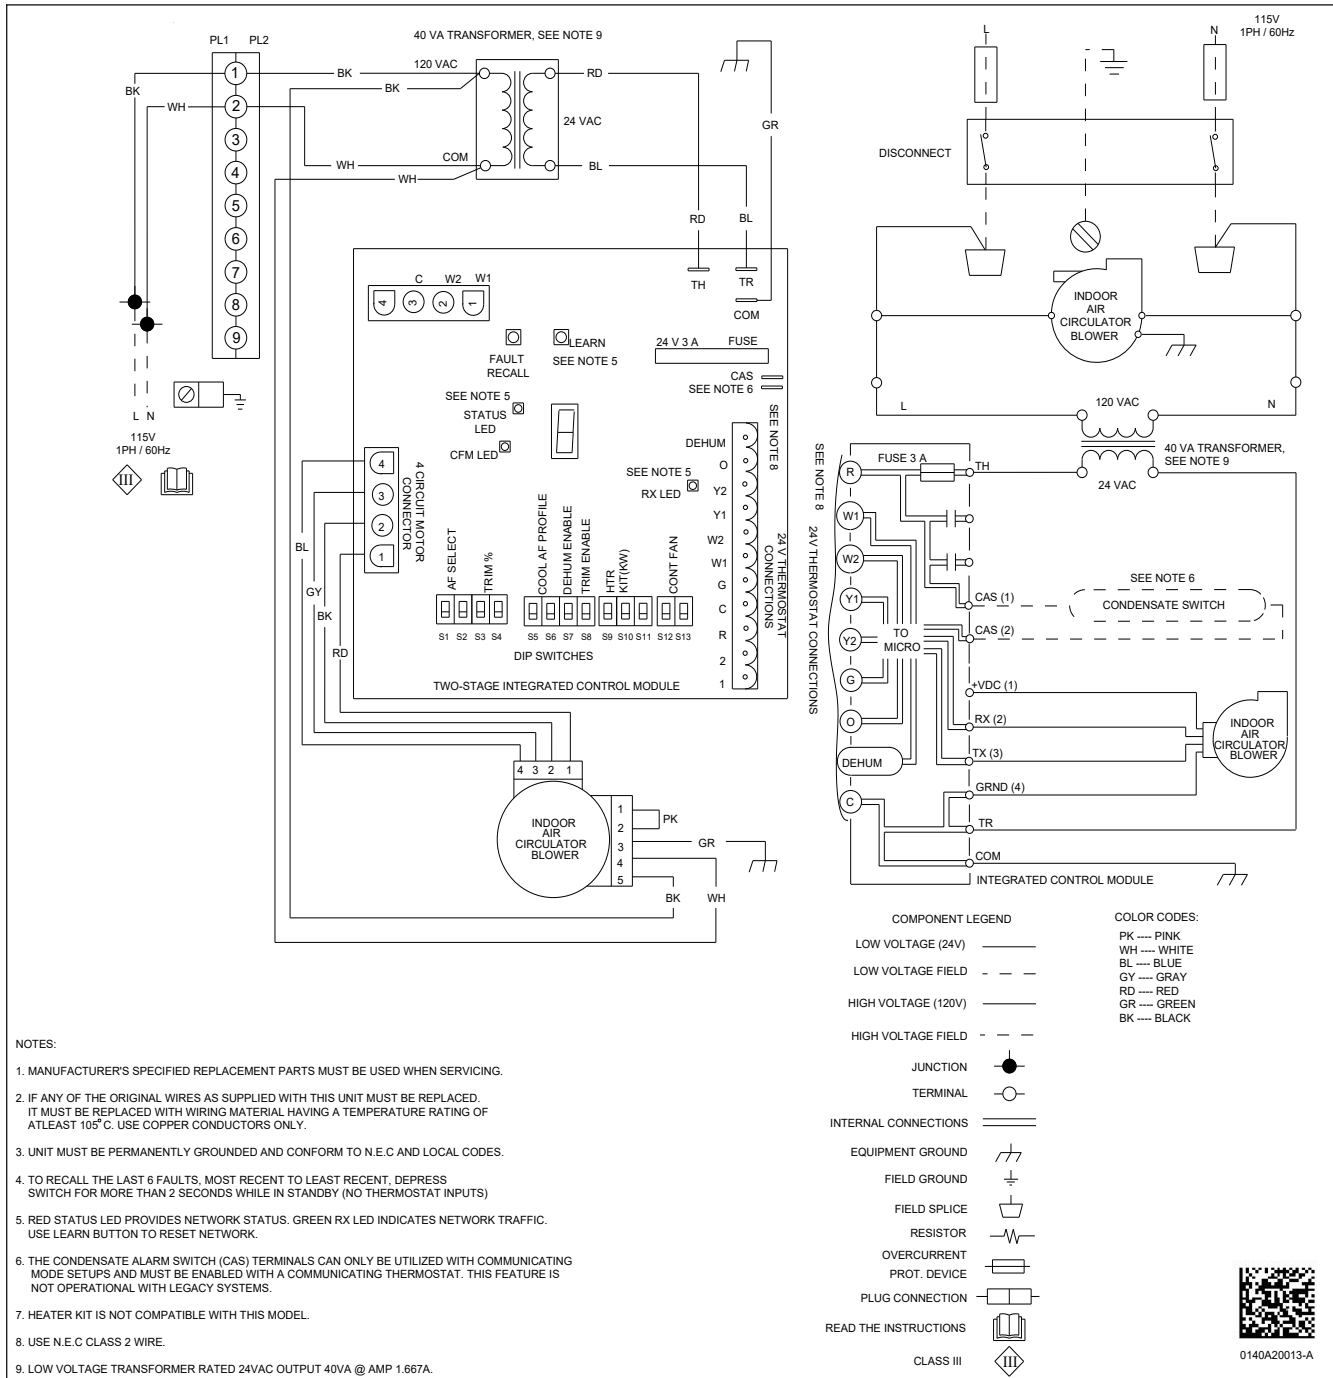 PL1 PL2
40 VA TRANSFORMER, SEE NOTE 9
120 VAC
BK
BK
BK
RD
1
WH
2
24 VAC
COM
WH
WH
BL
3
4
5
6
7
8
9
GR
RD
BL
TH
TR
COM
L N
115V
1PH / 60Hz
III
C W2 W1
4 3 2 1
FAULT
RECALL
LEARN
SEE NOTE 5
24 V 3 A FUSE
CAS
SEE NOTE 6
SEE NOTE 5
STATUS
LED
CFM LED
SEE NOTE 5
RX LED
SEE NOTE 8
DEHUM
O
Y2
Y1
W2
W1
G
C
R
2
1
24 V THERMOSTAT
CONNECTIONS
4
3
2
1
4 CIRCUIT MOTOR
CONNECTOR
BL
GY
BK
RD
AF SELECT
TRIM %
COOL AF PROFILE
DEHUM ENABLE
TRIM ENABLE
HTR
KIT(KW)
CONT FAN
S1 S2 S3 S4 S5 S6 S7 S8 S9 S10 S11 S12 S13
DIP SWITCHES
TWO-STAGE INTEGRATED CONTROL MODULE
4 3 2 1
INDOOR
AIR
CIRCULATOR
BLOWER
1
2
3
4
5
PK
GR
BK
WH
L
N
115V
1PH / 60Hz
DISCONNECT
INDOOR
AIR
CIRCULATOR
BLOWER
L
120 VAC
N
40 VA TRANSFORMER,
SEE NOTE 9
24 VAC
SEE NOTE 8
24V THERMOSTAT CONNECTIONS
FUSE 3 A
R
TH
W1
W2
Y1
Y2
G
O
DEHUM
C
TO
MICRO
SEE NOTE 6
CAS (1)
CONDENSATE SWITCH
CAS (2)
+VDC (1)
RX (2)
TX (3)
GRND (4)
TR
COM
INDOOR
AIR
CIRCULATOR
BLOWER
INTEGRATED CONTROL MODULE
COMPONENT LEGEND
LOW VOLTAGE (24V)
LOW VOLTAGE FIELD
HIGH VOLTAGE (120V)
HIGH VOLTAGE FIELD
JUNCTION
TERMINAL
INTERNAL CONNECTIONS
EQUIPMENT GROUND
FIELD GROUND
FIELD SPLICE
RESISTOR
OVERCURRENT
PROT. DEVICE
PLUG CONNECTION
READ THE INSTRUCTIONS
CLASS III
III
COLOR CODES:
PK ---- PINK
WH ---- WHITE
BL ---- BLUE
GY ---- GRAY
RD ---- RED
GR ---- GREEN
BK ---- BLACK
NOTES:
1. MANUFACTURER'S SPECIFIED REPLACEMENT PARTS MUST BE USED WHEN SERVICING.
2. IF ANY OF THE ORIGINAL WIRES AS SUPPLIED WITH THIS UNIT MUST BE REPLACED.
IT MUST BE REPLACED WITH WIRING MATERIAL HAVING A TEMPERATURE RATING OF
ATLEAST 105° C. USE COPPER CONDUCTORS ONLY.
3. UNIT MUST BE PERMANENTLY GROUNDED AND CONFORM TO N.E.C AND LOCAL CODES.
4. TO RECALL THE LAST 6 FAULTS, MOST RECENT TO LEAST RECENT, DEPRESS
SWITCH FOR MORE THAN 2 SECONDS WHILE IN STANDBY (NO THERMOSTAT INPUTS)
5. RED STATUS LED PROVIDES NETWORK STATUS. GREEN RX LED INDICATES NETWORK TRAFFIC.
USE LEARN BUTTON TO RESET NETWORK.
6. THE CONDENSATE ALARM SWITCH (CAS) TERMINALS CAN ONLY BE UTILIZED WITH COMMUNICATING
MODE SETUPS AND MUST BE ENABLED WITH A COMMUNICATING THERMOSTAT. THIS FEATURE IS
NOT OPERATIONAL WITH LEGACY SYSTEMS.
7. HEATER KIT IS NOT COMPATIBLE WITH THIS MODEL.
8. USE N.E.C CLASS 2 WIRE.
9. LOW VOLTAGE TRANSFORMER RATED 24VAC OUTPUT 40VA @ AMP 1.667A.
0140A20013-A